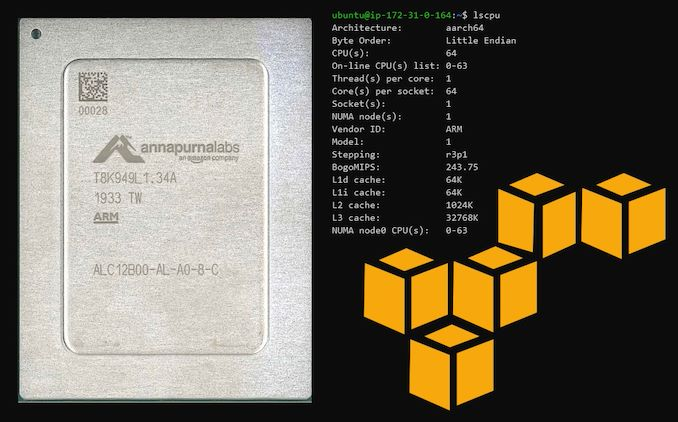 00028
annapurnalabs
an amazon company
T8K949L1.34A
1933 TW
ARM
ALC12B00-AL-A0-8-C
ubuntu@ip-172-31-0-164:~$ lscpu
Architecture: aarch64
Byte Order: Little Endian
CPU(s): 64
On-line CPU(s) list: 0-63
Thread(s) per core: 1
Core(s) per socket: 64
Socket(s): 1
NUMA node(s): 1
Vendor ID: ARM
Model: 1
Stepping: r3p1
BogoMIPS: 243.75
L1d cache: 64K
L1i cache: 64K
L2 cache: 1024K
L3 cache: 32768K
NUMA node0 CPU(s): 0-63